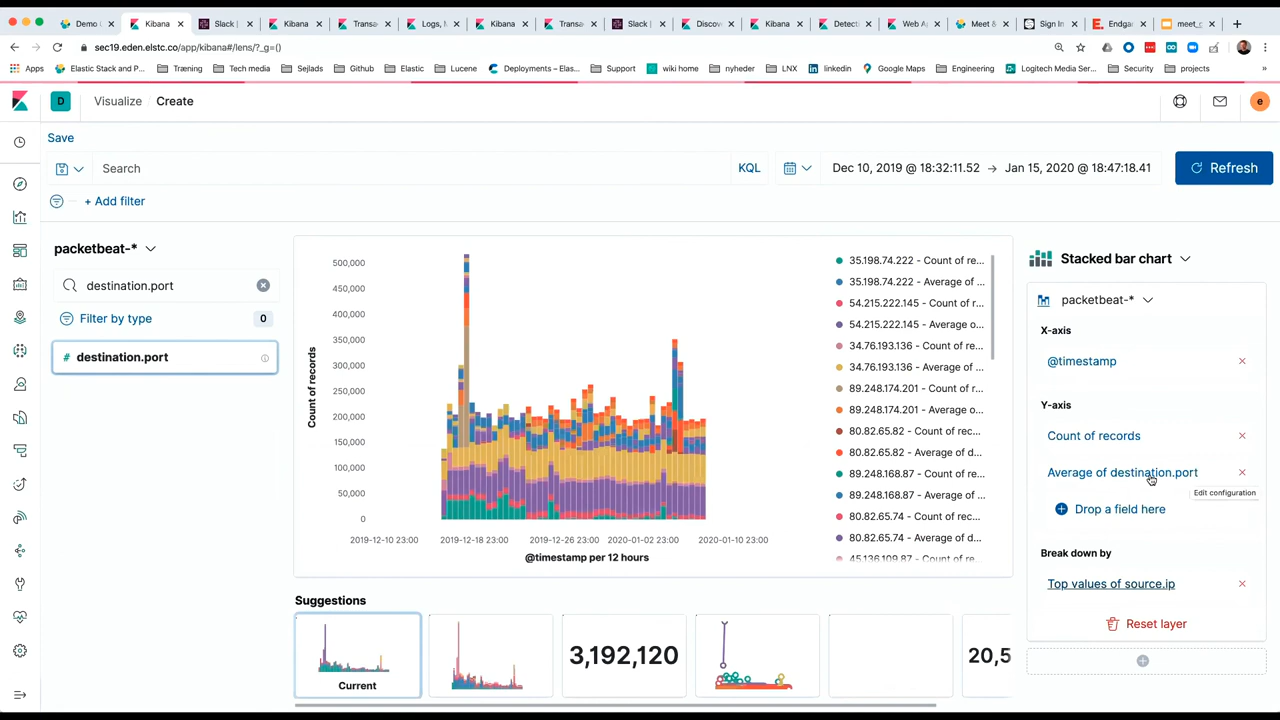 Demo
Kibana
Slack |
Kibana
Transa
Logs, M
Kibana
Transa
Slack |
Discov
Kibana
Detecti
Web Ap
Meet &
Sign In
Endgar
meet_g
sec19.eden.elstc.co/app/kibana#/lens/?_g=()
Apps
Elastic Stack and P...
Træning
Tech media
Sejlads
Github
Elastic
Lucene
Deployments – Elas...
Support
wiki home
nyheder
LNX
linkedin
Google Maps
Engineering
Logitech Media Ser...
Security
projects
»
D
Visualize
Create
e
Save
Search
KQL
Dec 10, 2019 @ 18:32:11.52 → Jan 15, 2020 @ 18:47:18.41
Refresh
+ Add filter
packetbeat-*
destination.port
Filter by type
0
# destination.port
500,000
450,000
400,000
350,000
300,000
250,000
200,000
150,000
100,000
50,000
0
Count of records
2019-12-10 23:00
2019-12-18 23:00
2019-12-26 23:00
2020-01-02 23:00
2020-01-10 23:00
@timestamp per 12 hours
35.198.74.222 - Count of re...
35.198.74.222 - Average of ...
54.215.222.145 - Count of r...
54.215.222.145 - Average o...
34.76.193.136 - Count of re...
34.76.193.136 - Average of ...
89.248.174.201 - Count of r...
89.248.174.201 - Average o...
80.82.65.82 - Count of rec...
80.82.65.82 - Average of d...
89.248.168.87 - Count of re...
89.248.168.87 - Average of ...
80.82.65.74 - Count of rec...
80.82.65.74 - Average of d...
45.136.109.87 - Count of re...
Suggestions
Current
3,192,120
20,5
Stacked bar chart
packetbeat-*
X-axis
@timestamp
Y-axis
Count of records
Average of destination.port
Edit configuration
Drop a field here
Break down by
Top values of source.ip
Reset layer